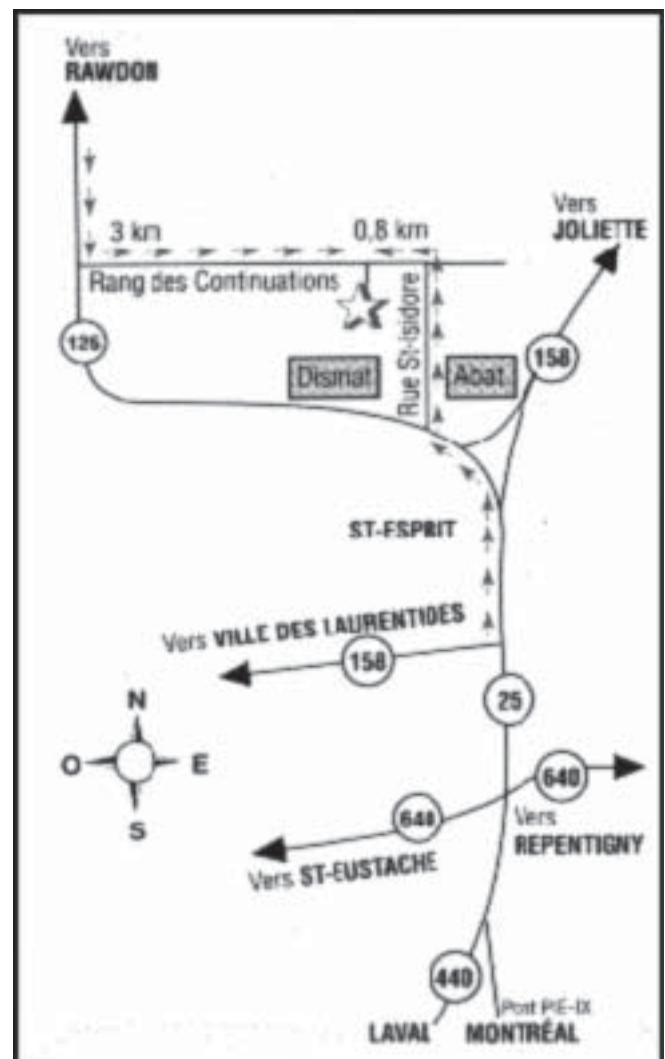 Vers
RAWDON
Vers
JOLIETTE
3 km
0,8 km
Rang des Continuations
Rue St-Isidore
158
Dismat
Abat.
ST-ESPRIT
Vers VILLE DES LAURENTIDES
158
25
N
O
E
S
640
640
Vers
REPENTIGNY
Vers ST-EUSTACHE
440
Pont PIE-IX
LAVAL
MONTRÉAL